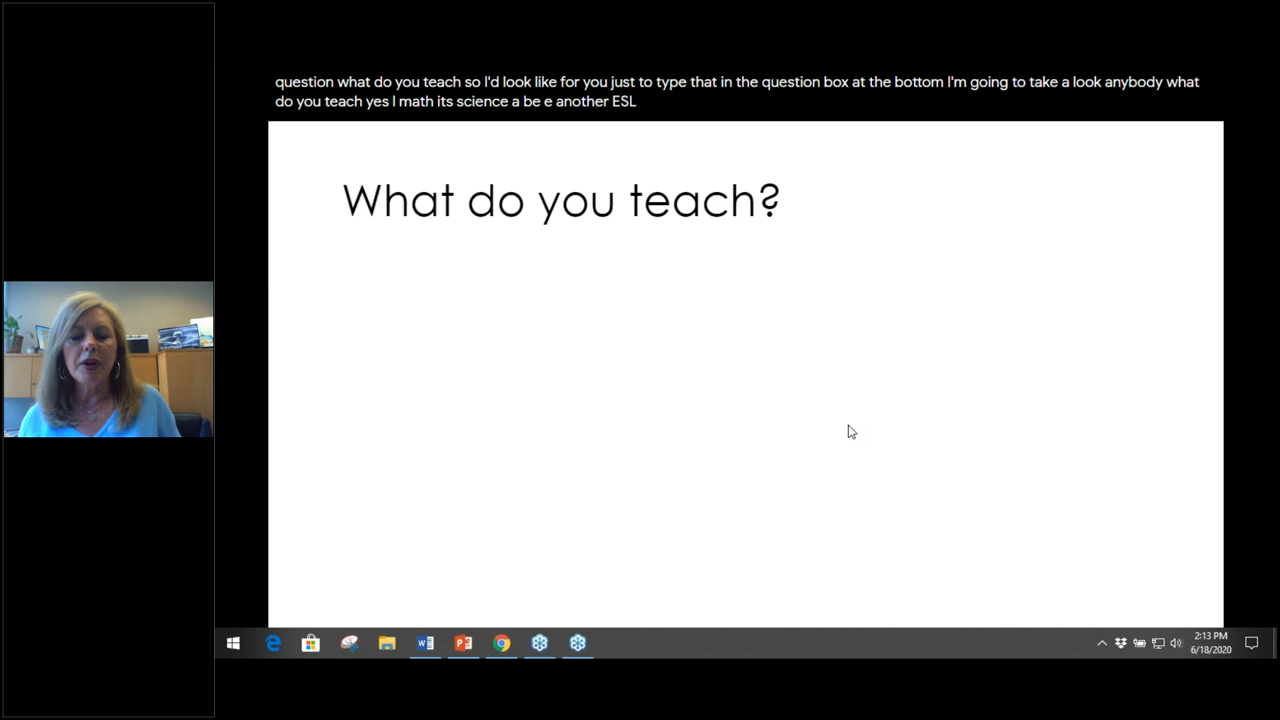 question what do you teach so I'd look like for you just to type that in the question box at the bottom I'm going to take a look anybody what
do you teach yes I math its science a be e another ESL
What do you teach?
2:13 PM
6/18/2020